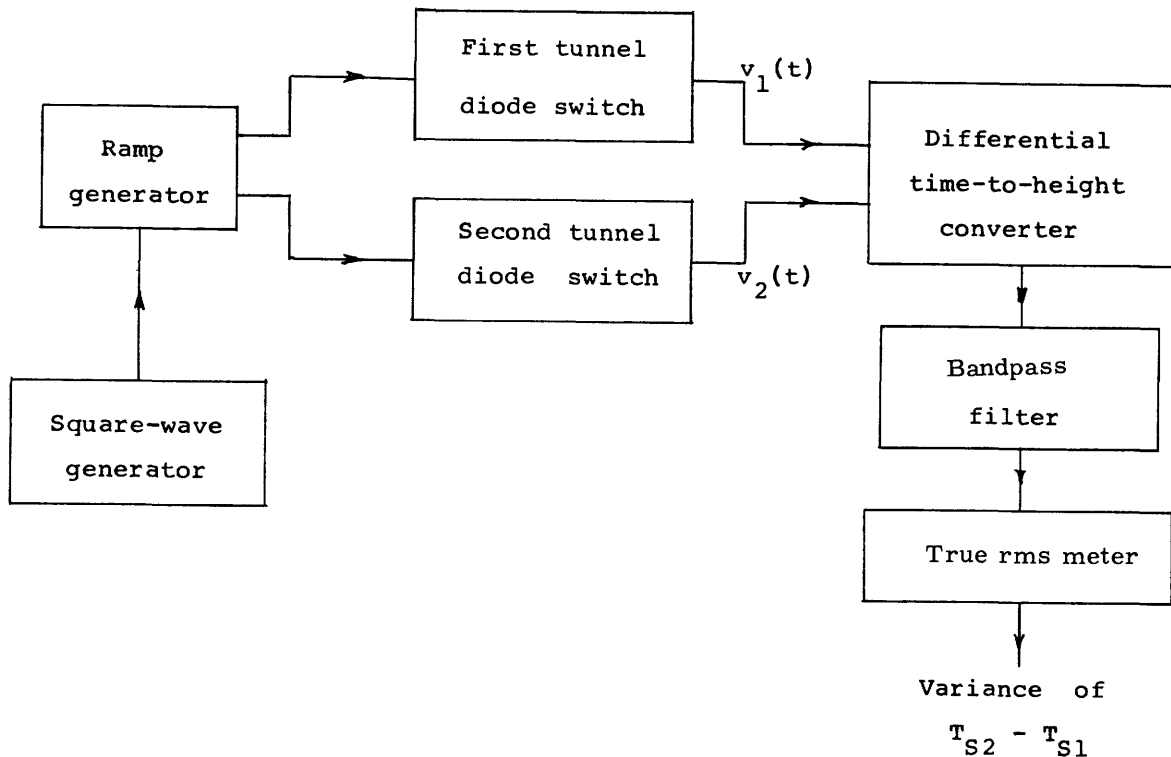 First tunnel
diode switch
v1(t)
Ramp
generator
Differential
time-to-height
converter
Second tunnel
diode switch
v2(t)
Square-wave
generator
Bandpass
filter
True rms meter
Variance of
TS2 - TS1